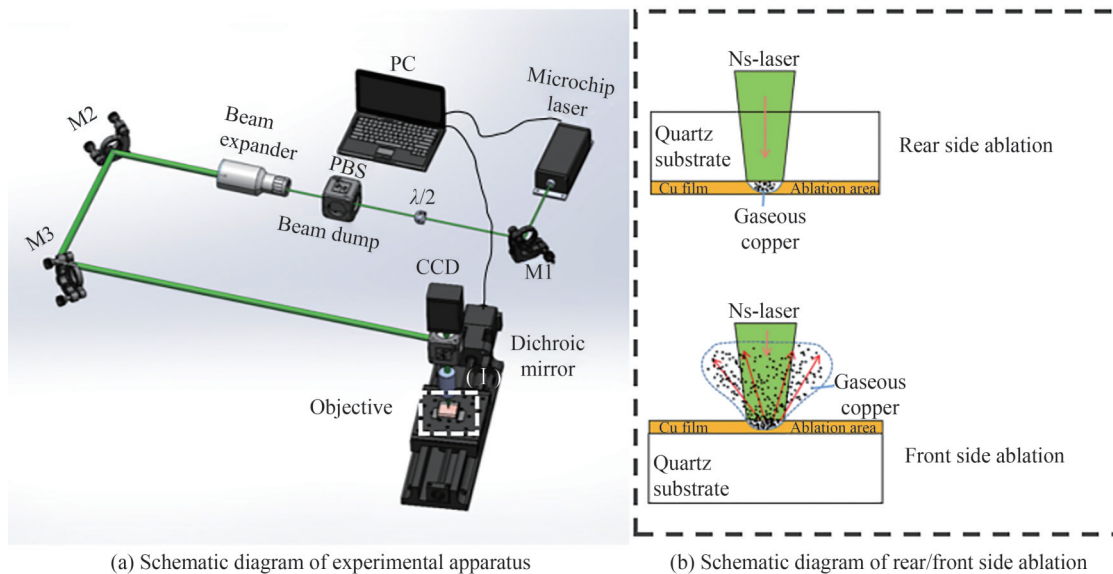 PC
Microchip
laser
M2
Beam
expander
PBS
λ/2
Beam dump
M1
M3
CCD
Dichroic
mirror
(I)
Objective
(a) Schematic diagram of experimental apparatus
Ns-laser
Quartz
substrate
Rear side ablation
Cu film
Ablation area
Gaseous
copper
Ns-laser
Gaseous
copper
Cu film
Ablation area
Quartz
substrate
Front side ablation
(b) Schematic diagram of rear/front side ablation